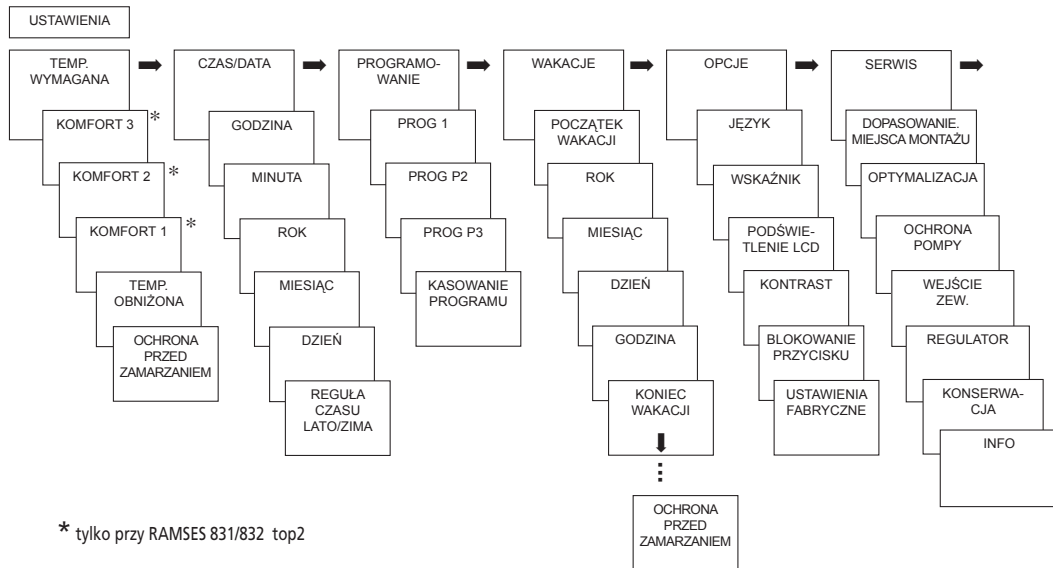 USTAWIENIA
TEMP.
WYMAGANA
KOMFORT 3 *
KOMFORT 2 *
KOMFORT 1 *
TEMP.
OBNIŻONA
OCHRONA
PRZED
ZAMARZANIEM
CZAS/DATA
GODZINA
MINUTA
ROK
MIESIĄC
DZIEŃ
REGUŁA
CZASU
LATO/ZIMA
PROGRAMO-
WANIE
PROG 1
PROG P2
PROG P3
KASOWANIE
PROGRAMU
WAKACJE
POCZĄTEK
WAKACJI
ROK
MIESIĄC
DZIEŃ
GODZINA
KONIEC
WAKACJI
OCHRONA
PRZED
ZAMARZANIEM
OPCJE
JĘZYK
WSKAŹNIK
PODŚWIE-
TLENIE LCD
KONTRAST
BLOKOWANIE
PRZYCISKU
USTAWIENIA
FABRYCZNE
SERWIS
DOPASOWANIE.
MIEJSCA MONTAŻU
OPTYMALIZACJA
OCHRONA
POMPY
WEJŚCIE
ZEW.
REGULATOR
KONSERWA-
CJA
INFO
* tylko przy RAMSES 831/832 top2